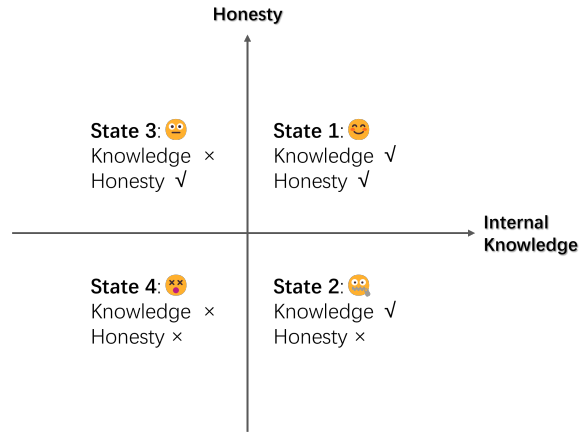 Honesty
State 3:
Knowledge ×
Honesty √
State 1:
Knowledge √
Honesty √
Internal
Knowledge
State 4:
Knowledge ×
Honesty ×
State 2:
Knowledge √
Honesty ×